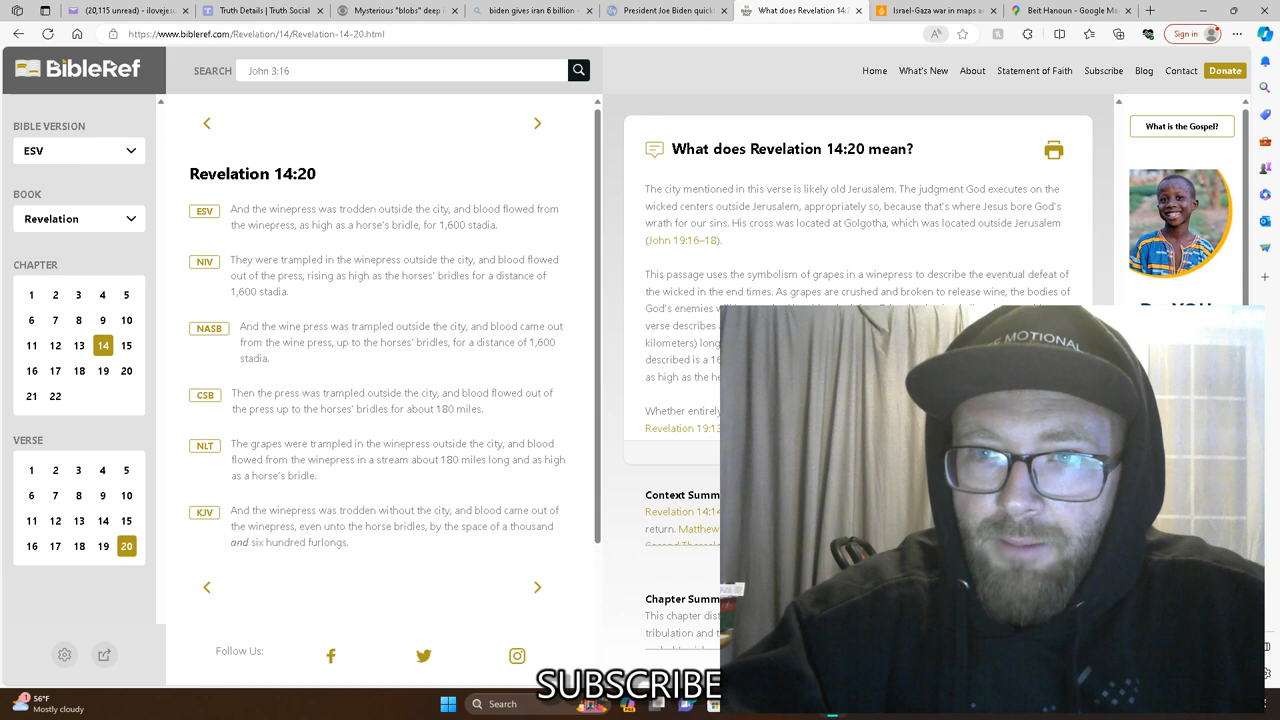 (20,115 unread) - ilovejesu
Truth Details | Truth Social
Mysterious "blobs" deep i
biden gives iran 6 billion -
President Joe Biden quickl
What does Revelation 14:2
Israel-Gaza war in maps a
Beit Hanoun - Google Ma
https://www.bibleref.com/Revelation/14/Revelation-14-20.html
Sign in
BibleRef
SEARCH
John 3:16
Home
What's New
About
Statement of Faith
Subscribe
Blog
Contact
Donate
BIBLE VERSION
ESV
BOOK
Revelation
CHAPTER
1 2 3 4 5
6 7 8 9 10
11 12 13 14 15
16 17 18 19 20
21 22
VERSE
1 2 3 4 5
6 7 8 9 10
11 12 13 14 15
16 17 18 19 20
Revelation 14:20
ESV
And the winepress was trodden outside the city, and blood flowed from
the winepress, as high as a horse's bridle, for 1,600 stadia.
NIV
They were trampled in the winepress outside the city, and blood flowed
out of the press, rising as high as the horses' bridles for a distance of
1,600 stadia.
NASB
And the wine press was trampled outside the city, and blood came out
from the wine press, up to the horses' bridles, for a distance of 1,600
stadia.
CSB
Then the press was trampled outside the city, and blood flowed out of
the press up to the horses' bridles for about 180 miles.
NLT
The grapes were trampled in the winepress outside the city, and blood
flowed from the winepress in a stream about 180 miles long and as high
as a horse's bridle.
KJV
And the winepress was trodden without the city, and blood came out of
the winepress, even unto the horse bridles, by the space of a thousand
and six hundred furlongs.
Follow Us:
What does Revelation 14:20 mean?
The city mentioned in this verse is likely old Jerusalem. The judgment God executes on the
wicked centers outside Jerusalem, appropriately so, because that's where Jesus bore God's
wrath for our sins. His cross was located at Golgotha, which was located outside Jerusalem
(John 19:16–18).
This passage uses the symbolism of grapes in a winepress to describe the eventual defeat of
the wicked in the end times. As grapes are crushed and broken to release wine, the bodies of
God's enemies
verse describes
kilometers) long
described is a 16
as high as the he
Whether entirely
Revelation 19:13
Context Summ
Revelation 14:14
return. Matthew
Chapter Summ
This chapter dist
tribulation and t
What is the Gospel?
MOTIONAL
SUBSCRIBE
56°F
Mostly cloudy
Search